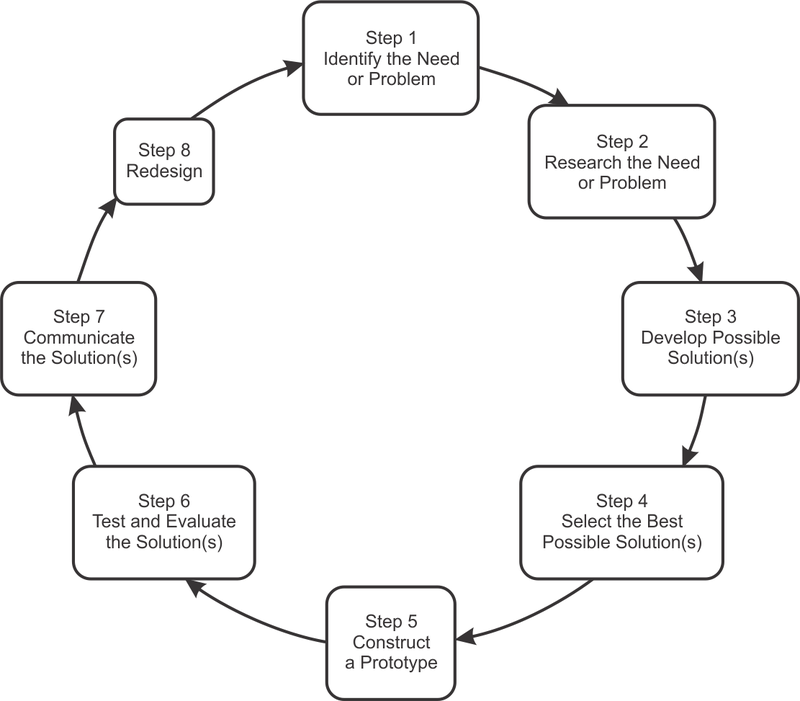 Step 1
Identify the Need
or Problem
Step 2
Research the Need
or Problem
Step 3
Develop Possible
Solution(s)
Step 4
Select the Best
Possible Solution(s)
Step 5
Construct
a Prototype
Step 6
Test and Evaluate
the Solution(s)
Step 7
Communicate
the Solution(s)
Step 8
Redesign